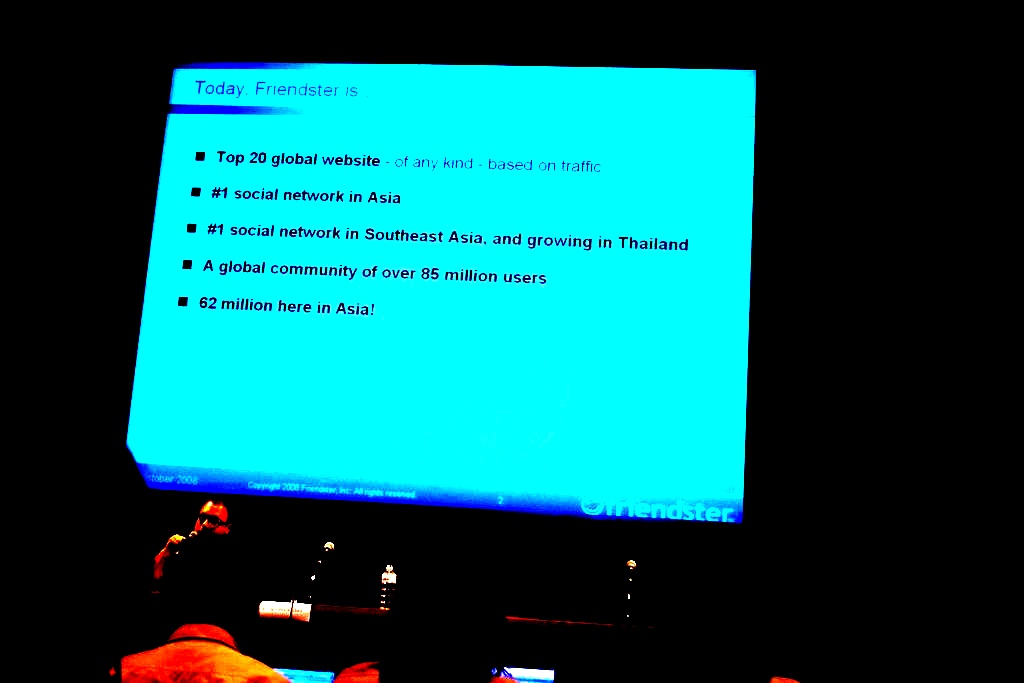 Today, Friendster is
Top 20 global website - of any kind - based on traffic
#1 social network in Asia
#1 social network in Southeast Asia, and growing in Thailand
A global community of over 85 million users
62 million here in Asia!
ctober 2008 Copyright 2008 Friendster, Inc. All rights reserved. 2 friendster